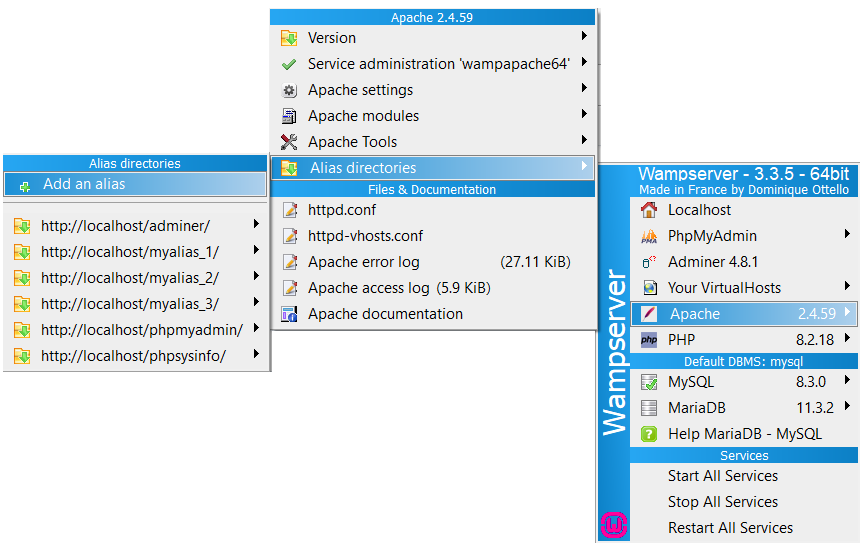 Apache 2.4.59
Version
Service administration 'wampapache64'
Apache settings
Apache modules
Apache Tools
Alias directories
Files & Documentation
httpd.conf
httpd-vhosts.conf
Apache error log (27.11 KiB)
Apache access log (5.9 KiB)
Apache documentation
Alias directories
Add an alias
http://localhost/adminer/
http://localhost/myalias_1/
http://localhost/myalias_2/
http://localhost/myalias_3/
http://localhost/phpmyadmin/
http://localhost/phpsysinfo/
Wampserver
Wampserver - 3.3.5 - 64bit
Made in France by Dominique Ottello
Localhost
PMA PhpMyAdmin
Adminer 4.8.1
Your VirtualHosts
Apache 2.4.59
php PHP 8.2.18
Default DBMS: mysql
MySQL 8.3.0
MariaDB 11.3.2
? Help MariaDB - MySQL
Services
Start All Services
Stop All Services
Restart All Services